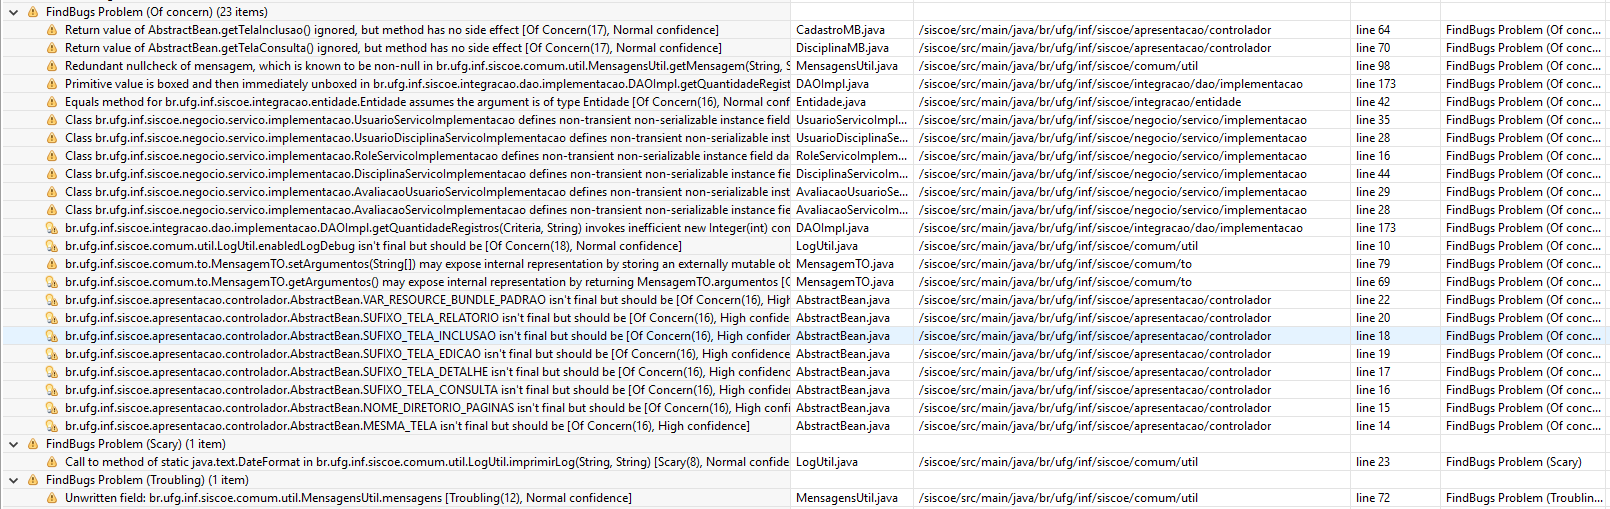 FindBugs Problem (Of concern) (23 items)
Return value of AbstractBean.getTelaInclusao() ignored, but method has no side effect [Of Concern(17), Normal confidence] CadastroMB.java /siscoe/src/main/java/br/ufg/inf/siscoe/apresentacao/controlador line 64 FindBugs Problem (Of conc...
Return value of AbstractBean.getTelaConsulta() ignored, but method has no side effect [Of Concern(17), Normal confidence] DisciplinaMB.java /siscoe/src/main/java/br/ufg/inf/siscoe/apresentacao/controlador line 70 FindBugs Problem (Of conc...
Redundant nullcheck of mensagem, which is known to be non-null in br.ufg.inf.siscoe.comum.util.MensagensUtil.getMensagem(String, S MensagensUtil.java /siscoe/src/main/java/br/ufg/inf/siscoe/comum/util line 98 FindBugs Problem (Of conc...
Primitive value is boxed and then immediately unboxed in br.ufg.inf.siscoe.integracao.dao.implementacao.DAOImpl.getQuantidadeRegist DAOImpl.java /siscoe/src/main/java/br/ufg/inf/siscoe/integracao/dao/implementacao line 173 FindBugs Problem (Of conc...
Equals method for br.ufg.inf.siscoe.integracao.entidade.Entidade assumes the argument is of type Entidade [Of Concern(16), Normal conf Entidade.java /siscoe/src/main/java/br/ufg/inf/siscoe/integracao/entidade line 42 FindBugs Problem (Of conc...
Class br.ufg.inf.siscoe.negocio.servico.implementacao.UsuarioServicoImplementacao defines non-transient non-serializable instance field UsuarioServicoImpl... /siscoe/src/main/java/br/ufg/inf/siscoe/negocio/servico/implementacao line 35 FindBugs Problem (Of conc...
Class br.ufg.inf.siscoe.negocio.servico.implementacao.UsuarioDisciplinaServicoImplementacao defines non-transient non-serializable inst UsuarioDisciplinaSe... /siscoe/src/main/java/br/ufg/inf/siscoe/negocio/servico/implementacao line 28 FindBugs Problem (Of conc...
Class br.ufg.inf.siscoe.negocio.servico.implementacao.RoleServicoImplementacao defines non-transient non-serializable instance field da RoleServicoImplem... /siscoe/src/main/java/br/ufg/inf/siscoe/negocio/servico/implementacao line 16 FindBugs Problem (Of conc...
Class br.ufg.inf.siscoe.negocio.servico.implementacao.DisciplinaServicoImplementacao defines non-transient non-serializable instance fie DisciplinaServicoIm... /siscoe/src/main/java/br/ufg/inf/siscoe/negocio/servico/implementacao line 44 FindBugs Problem (Of conc...
Class br.ufg.inf.siscoe.negocio.servico.implementacao.AvaliacaoUsuarioServicoImplementacao defines non-transient non-serializable inst AvaliacaoUsuarioSe... /siscoe/src/main/java/br/ufg/inf/siscoe/negocio/servico/implementacao line 29 FindBugs Problem (Of conc...
Class br.ufg.inf.siscoe.negocio.servico.implementacao.AvaliacaoServicoImplementacao defines non-transient non-serializable instance fie AvaliacaoServicoIm... /siscoe/src/main/java/br/ufg/inf/siscoe/negocio/servico/implementacao line 28 FindBugs Problem (Of conc...
br.ufg.inf.siscoe.integracao.dao.implementacao.DAOImpl.getQuantidadeRegistros(Criteria, String) invokes inefficient new Integer(int) con DAOImpl.java /siscoe/src/main/java/br/ufg/inf/siscoe/integracao/dao/implementacao line 173 FindBugs Problem (Of conc...
br.ufg.inf.siscoe.comum.util.LogUtil.enabledLogDebug isn't final but should be [Of Concern(18), Normal confidence] LogUtil.java /siscoe/src/main/java/br/ufg/inf/siscoe/comum/util line 10 FindBugs Problem (Of conc...
br.ufg.inf.siscoe.comum.to.MensagemTO.setArgumentos(String[]) may expose internal representation by storing an externally mutable ob MensagemTO.java /siscoe/src/main/java/br/ufg/inf/siscoe/comum/to line 79 FindBugs Problem (Of conc...
br.ufg.inf.siscoe.comum.to.MensagemTO.getArgumentos() may expose internal representation by returning MensagemTO.argumentos [O MensagemTO.java /siscoe/src/main/java/br/ufg/inf/siscoe/comum/to line 69 FindBugs Problem (Of conc...
br.ufg.inf.siscoe.apresentacao.controlador.AbstractBean.VAR_RESOURCE_BUNDLE_PADRAO isn't final but should be [Of Concern(16), High AbstractBean.java /siscoe/src/main/java/br/ufg/inf/siscoe/apresentacao/controlador line 22 FindBugs Problem (Of conc...
br.ufg.inf.siscoe.apresentacao.controlador.AbstractBean.SUFIXO_TELA_RELATORIO isn't final but should be [Of Concern(16), High confide AbstractBean.java /siscoe/src/main/java/br/ufg/inf/siscoe/apresentacao/controlador line 20 FindBugs Problem (Of conc...
br.ufg.inf.siscoe.apresentacao.controlador.AbstractBean.SUFIXO_TELA_INCLUSAO isn't final but should be [Of Concern(16), High confiden AbstractBean.java /siscoe/src/main/java/br/ufg/inf/siscoe/apresentacao/controlador line 18 FindBugs Problem (Of conc...
br.ufg.inf.siscoe.apresentacao.controlador.AbstractBean.SUFIXO_TELA_EDICAO isn't final but should be [Of Concern(16), High confidence AbstractBean.java /siscoe/src/main/java/br/ufg/inf/siscoe/apresentacao/controlador line 19 FindBugs Problem (Of conc...
br.ufg.inf.siscoe.apresentacao.controlador.AbstractBean.SUFIXO_TELA_DETALHE isn't final but should be [Of Concern(16), High confidenc AbstractBean.java /siscoe/src/main/java/br/ufg/inf/siscoe/apresentacao/controlador line 17 FindBugs Problem (Of conc...
br.ufg.inf.siscoe.apresentacao.controlador.AbstractBean.SUFIXO_TELA_CONSULTA isn't final but should be [Of Concern(16), High confider AbstractBean.java /siscoe/src/main/java/br/ufg/inf/siscoe/apresentacao/controlador line 16 FindBugs Problem (Of conc...
br.ufg.inf.siscoe.apresentacao.controlador.AbstractBean.NOME_DIRETORIO_PAGINAS isn't final but should be [Of Concern(16), High confi AbstractBean.java /siscoe/src/main/java/br/ufg/inf/siscoe/apresentacao/controlador line 15 FindBugs Problem (Of conc...
br.ufg.inf.siscoe.apresentacao.controlador.AbstractBean.MESMA_TELA isn't final but should be [Of Concern(16), High confidence] AbstractBean.java /siscoe/src/main/java/br/ufg/inf/siscoe/apresentacao/controlador line 14 FindBugs Problem (Of conc...
FindBugs Problem (Scary) (1 item)
Call to method of static java.text.DateFormat in br.ufg.inf.siscoe.comum.util.LogUtil.imprimirLog(String, String) [Scary(8), Normal confide LogUtil.java /siscoe/src/main/java/br/ufg/inf/siscoe/comum/util line 23 FindBugs Problem (Scary)
FindBugs Problem (Troubling) (1 item)
Unwritten field: br.ufg.inf.siscoe.comum.util.MensagensUtil.mensagens [Troubling(12), Normal confidence] MensagensUtil.java /siscoe/src/main/java/br/ufg/inf/siscoe/comum/util line 72 FindBugs Problem (Troublin...